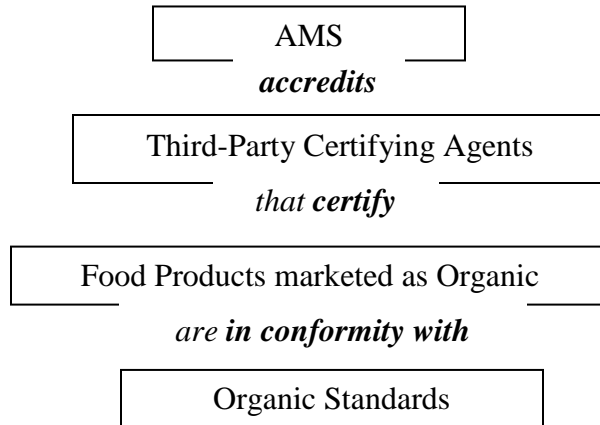 AMS
accredits
Third-Party Certifying Agents
that certify
Food Products marketed as Organic
are in conformity with
Organic Standards